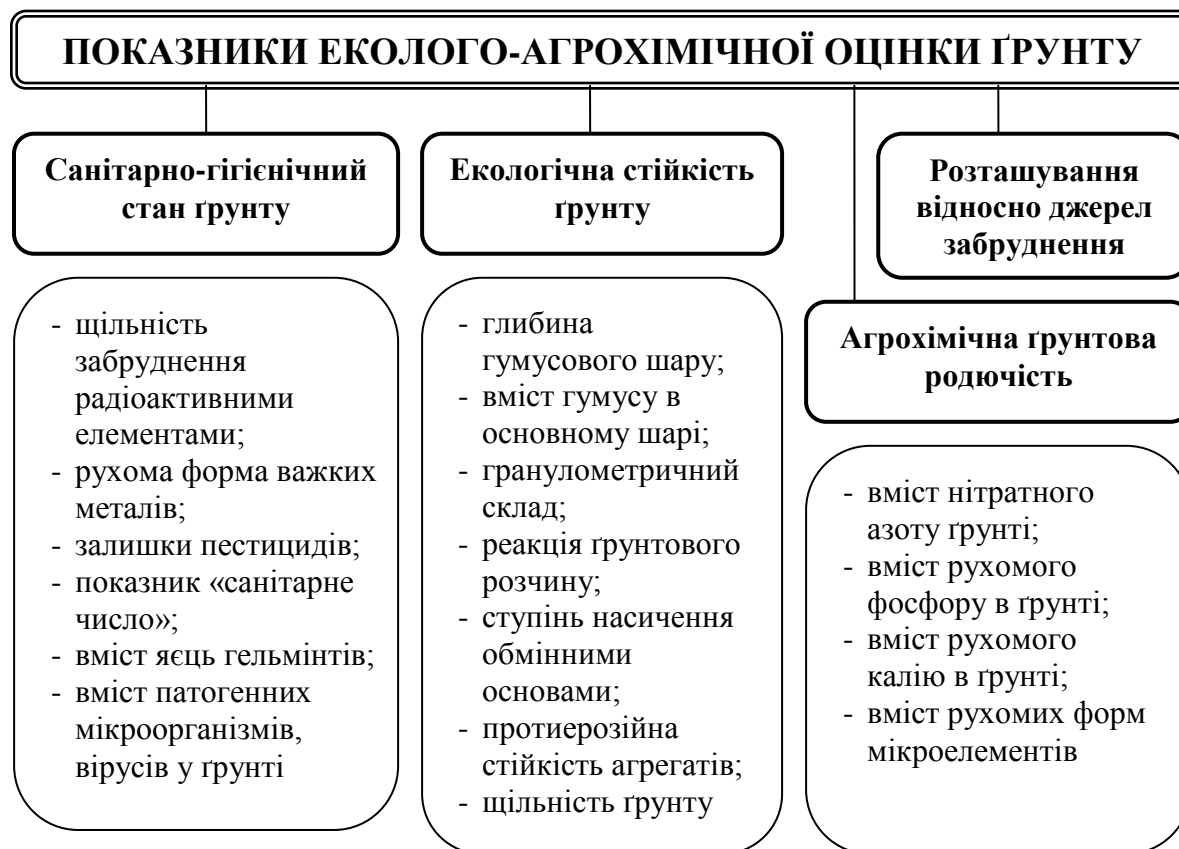 ПОКАЗНИКИ ЕКОЛОГО-АГРОХІМІЧНОЇ ОЦІНКИ ҐРУНТУ
Санітарно-гігієнічний
стан ґрунту
Екологічна стійкість
ґрунту
Розташування
відносно джерел
забруднення
Агрохімічна ґрунтова
родючість
- щільність
забруднення
радіоактивними
елементами;
- рухома форма важких
металів;
- залишки пестицидів;
- показник «санітарне
число»;
- вміст яєць гельмінтів;
- вміст патогенних
мікроорганізмів,
вірусів у ґрунті
- глибина
гумусового шару;
- вміст гумусу в
основному шарі;
- гранулометричний
склад;
- реакція ґрунтового
розчину;
- ступінь насичення
обмінними
основами;
- протиерозійна
стійкість агрегатів;
- щільність ґрунту
- вміст нітратного
азоту ґрунті;
- вміст рухомого
фосфору в ґрунті;
- вміст рухомого
калію в ґрунті;
- вміст рухомих форм
мікроелементів